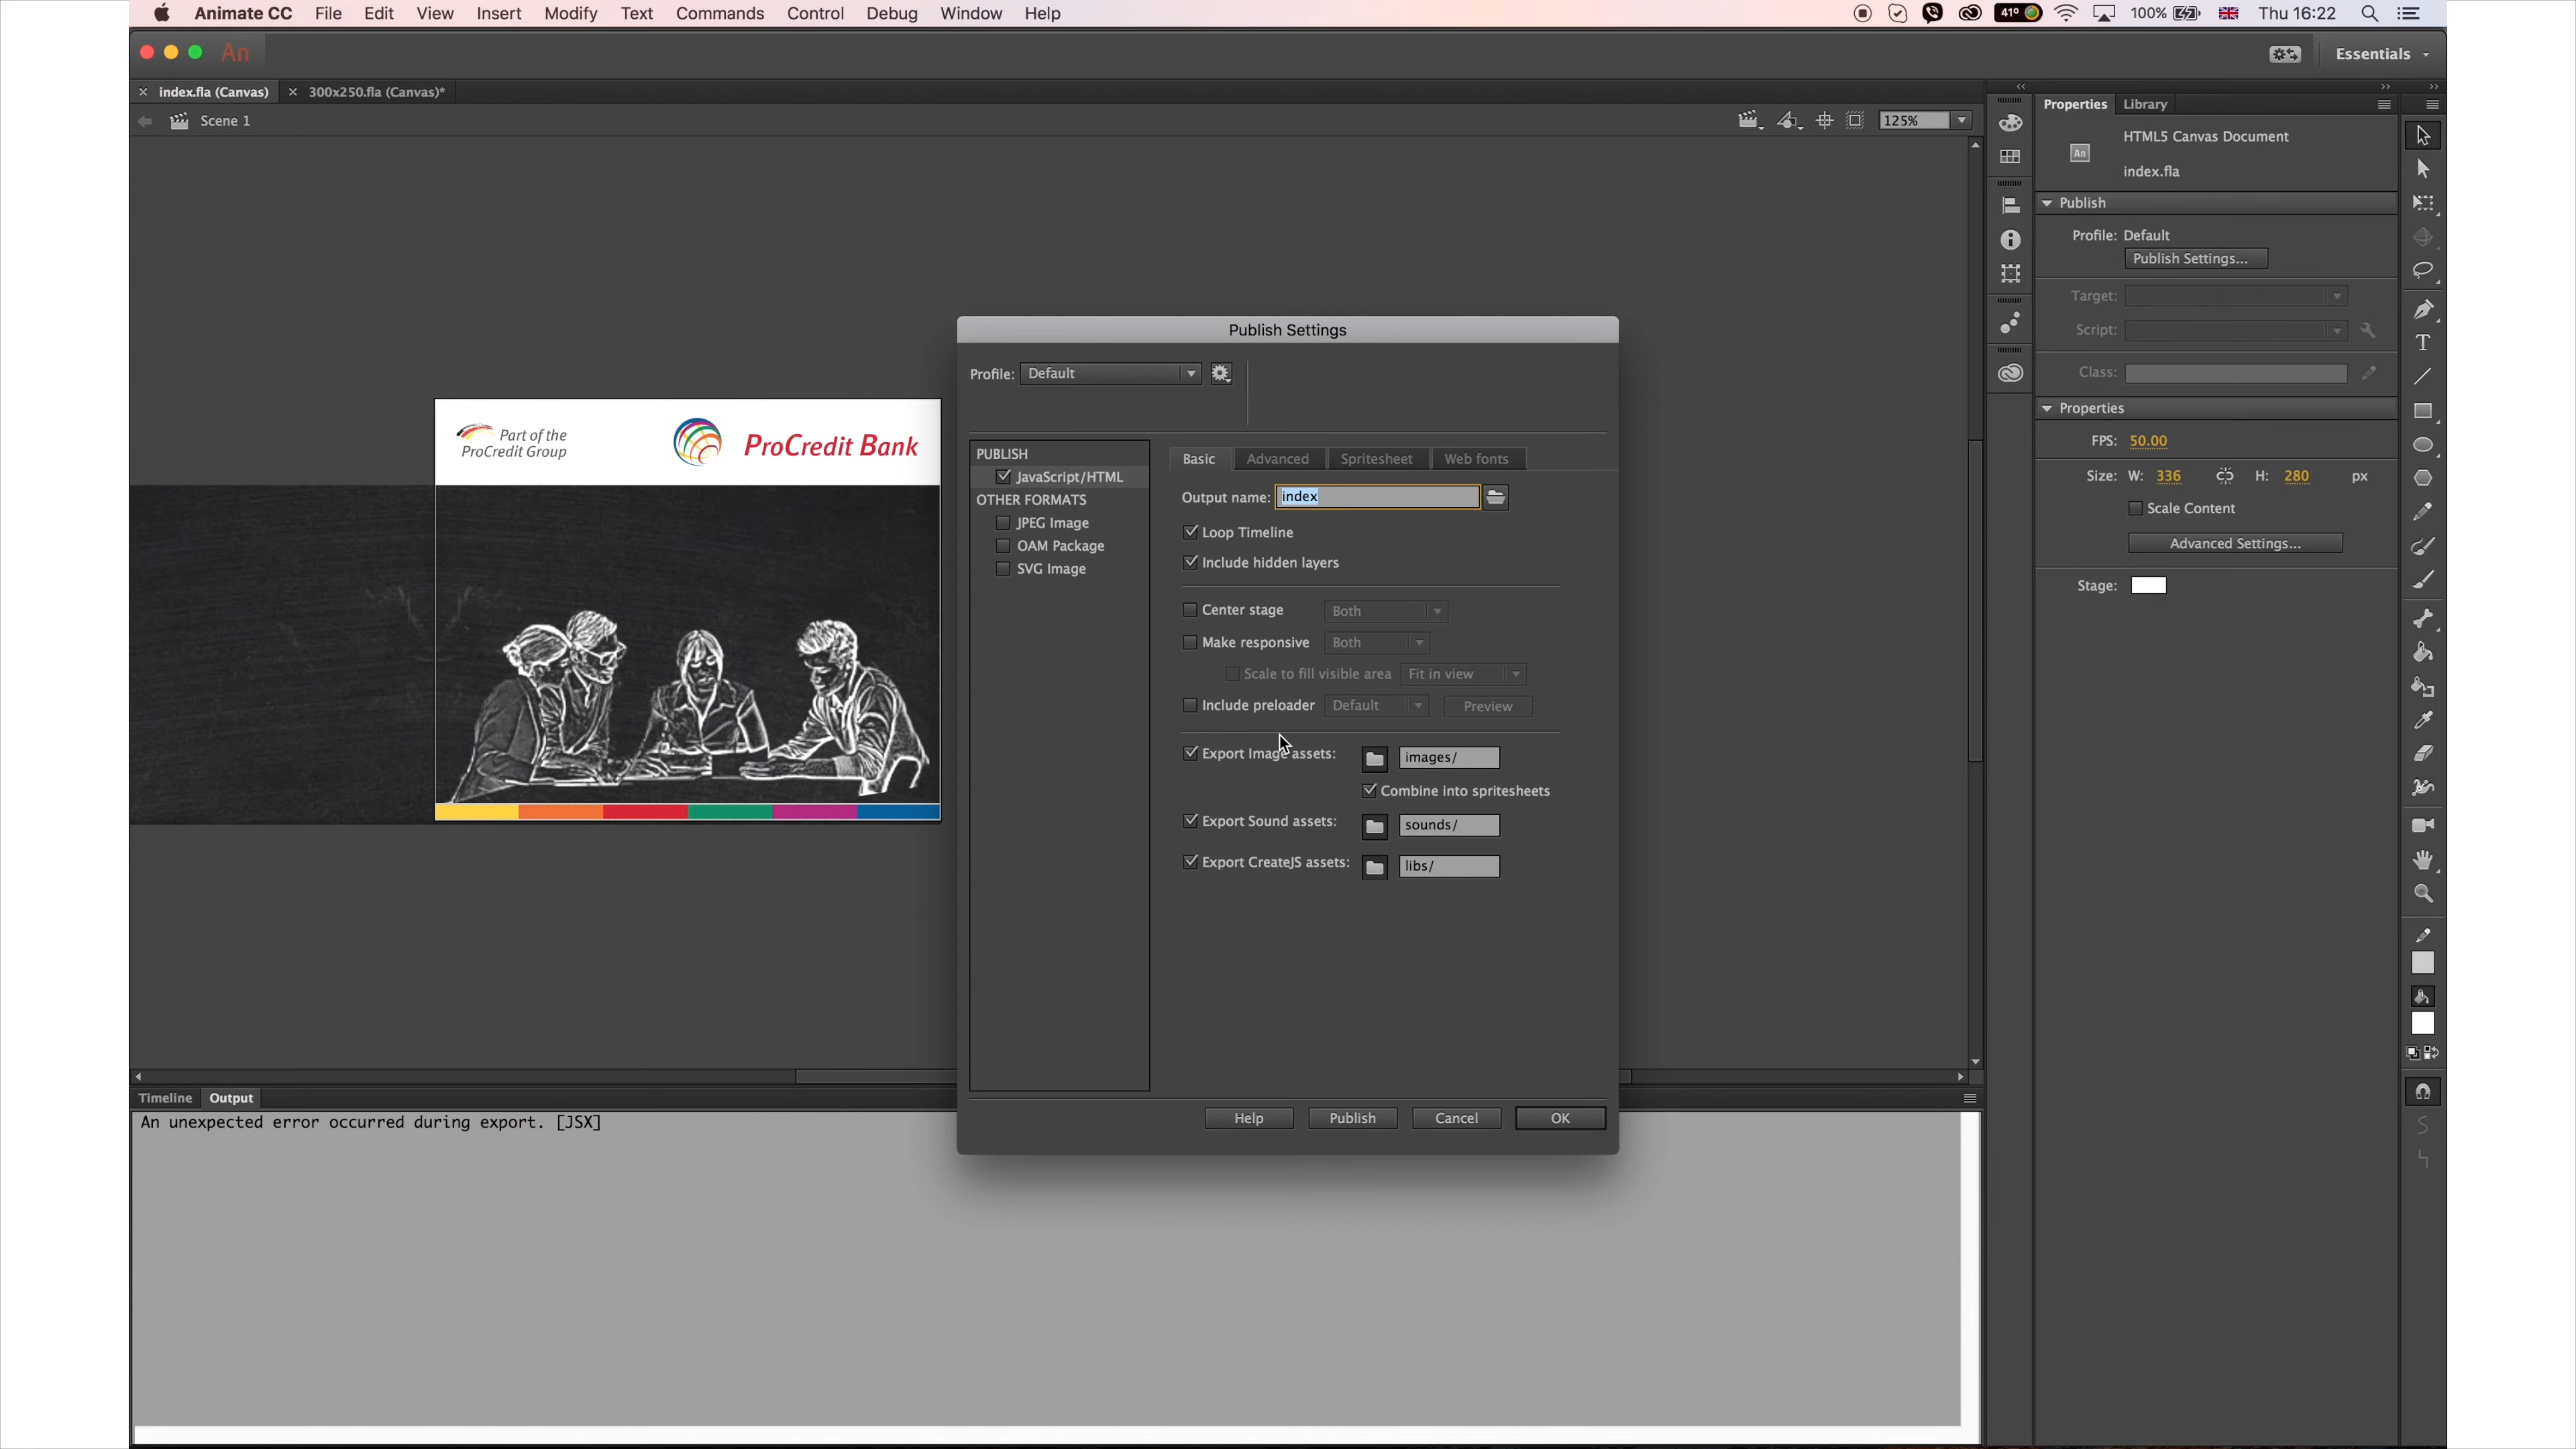 Animate CC File Edit View Insert Modify Text Commands Control Debug Window Help 41° 100% Thu 16:22
An Essentials
index.fla (Canvas) 300x250.fla (Canvas)*
Scene 1 125%
Part of the
ProCredit Group
ProCredit Bank
Publish Settings
Profile: Default
PUBLISH
JavaScript/HTML
OTHER FORMATS
JPEG Image
OAM Package
SVG Image
Basic Advanced Spritesheet Web fonts
Output name: index
Loop Timeline
Include hidden layers
Center stage Both
Make responsive Both
Scale to fill visible area Fit in view
Include preloader Default Preview
Export Image assets: images/
Combine into spritesheets
Export Sound assets: sounds/
Export CreateJS assets: libs/
Help Publish Cancel OK
Properties Library
HTML5 Canvas Document
An
index.fla
Publish
Profile: Default
Publish Settings...
Target:
Script:
Class:
Properties
FPS: 50.00
Size: W: 336 H: 280 px
Scale Content
Advanced Settings...
Stage:
Timeline Output
An unexpected error occurred during export. [JSX]